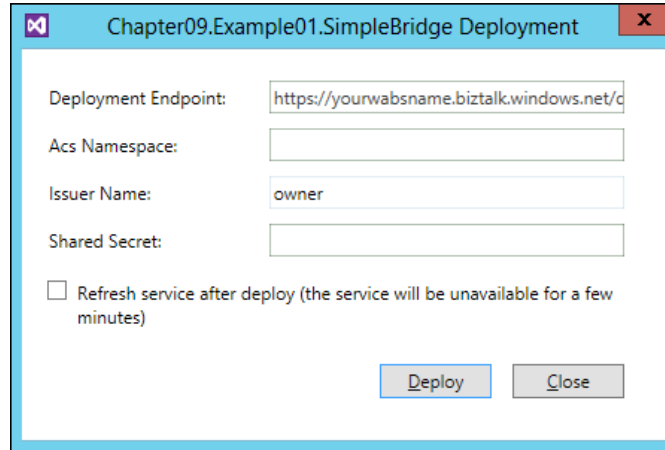 Chapter09.Example01.SimpleBridge Deployment
x
Deployment Endpoint: https://yourwabsname.biztalk.windows.net/
Acs Namespace:
Issuer Name: owner
Shared Secret:
Refresh service after deploy (the service will be unavailable for a few
minutes)
Deploy Close